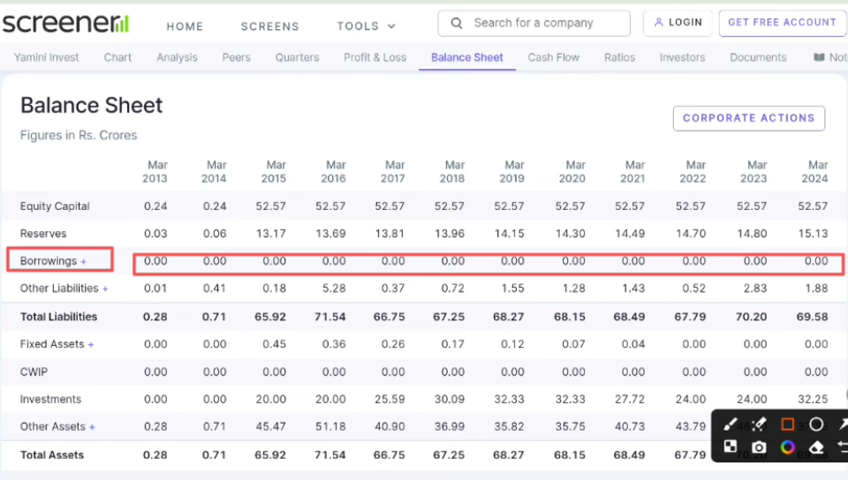 screener
HOME SCREENS TOOLS Search for a company LOGIN GET FREE ACCOUNT
Yamini Invest Chart Analysis Peers Quarters Profit & Loss Balance Sheet Cash Flow Ratios Investors Documents
Balance Sheet
CORPORATE ACTIONS
Figures in Rs. Crores
Mar Mar Mar Mar Mar Mar Mar Mar Mar Mar Mar Mar
2013 2014 2015 2016 2017 2018 2019 2020 2021 2022 2023 2024
Equity Capital 0.24 0.24 52.57 52.57 52.57 52.57 52.57 52.57 52.57 52.57 52.57 52.57
Reserves 0.03 0.06 13.17 13.69 13.81 13.96 14.15 14.30 14.49 14.70 14.80 15.13
Borrowings + 0.00 0.00 0.00 0.00 0.00 0.00 0.00 0.00 0.00 0.00 0.00 0.00
Other Liabilities + 0.01 0.41 0.18 5.28 0.37 0.72 1.55 1.28 1.43 0.52 2.83 1.88
Total Liabilities 0.28 0.71 65.92 71.54 66.75 67.25 68.27 68.15 68.49 67.79 70.20 69.58
Fixed Assets + 0.00 0.00 0.45 0.36 0.26 0.17 0.12 0.07 0.04 0.00 0.00 0.00
CWIP 0.00 0.00 0.00 0.00 0.00 0.00 0.00 0.00 0.00 0.00 0.00 0.00
Investments 0.00 0.00 20.00 20.00 25.59 30.09 32.33 32.33 27.72 24.00 24.00 32.25
Other Assets + 0.28 0.71 45.47 51.18 40.90 36.99 35.82 35.75 40.73 43.79
Total Assets 0.28 0.71 65.92 71.54 66.75 67.25 68.27 68.15 68.49 67.79